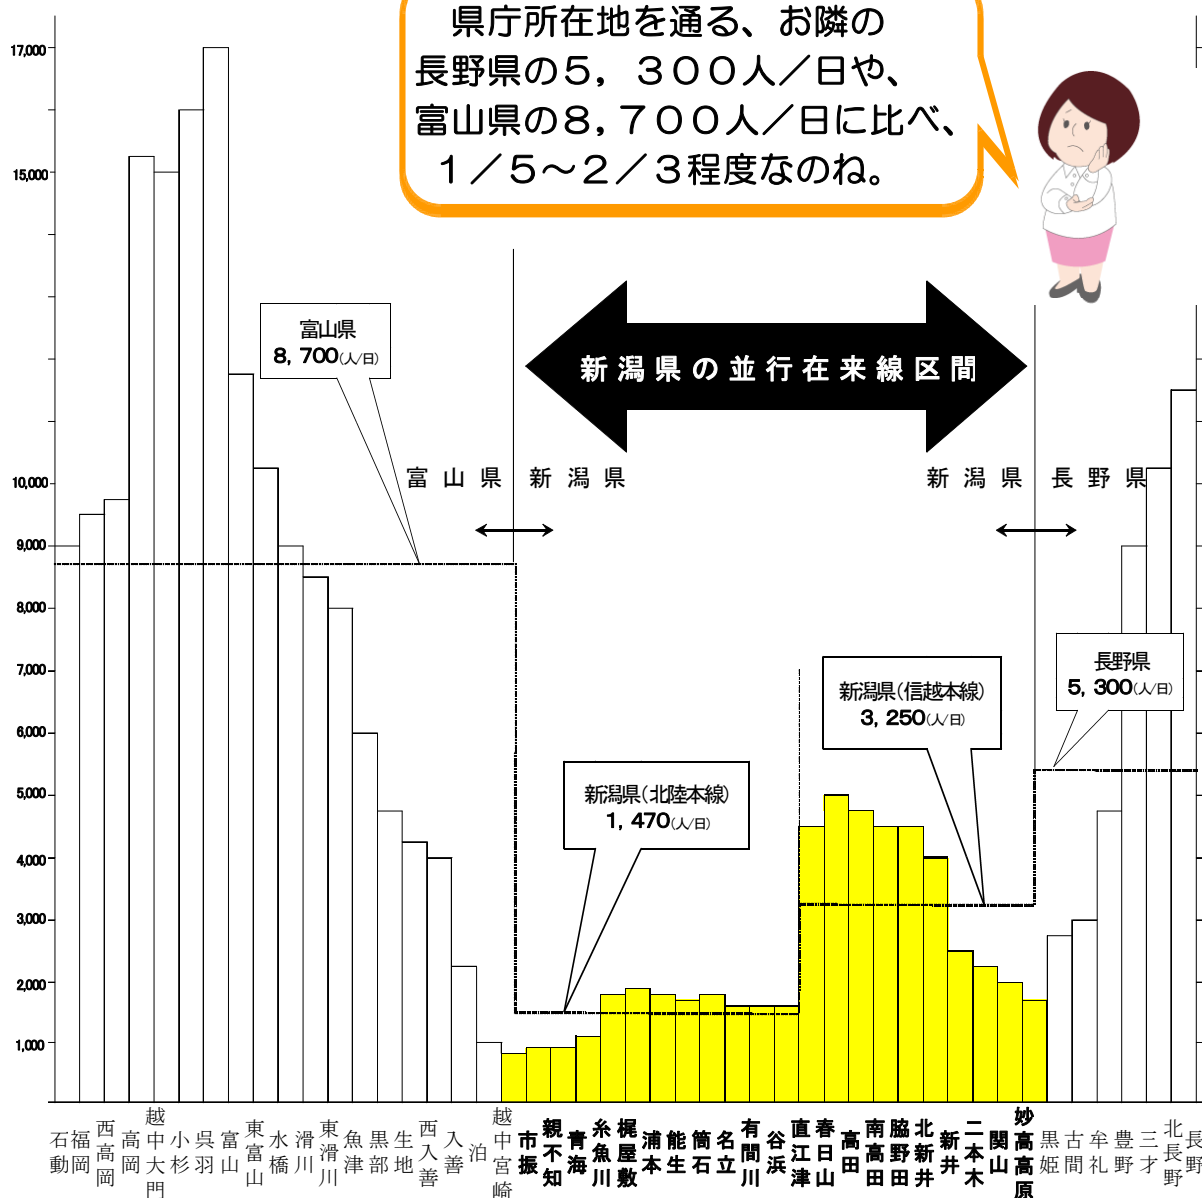 県庁所在地を通る、お隣の
長野県の５，３００人／日や、
富山県の８，７００人／日に比べ、
１／５～２／３程度なのね。
17,000
15,000
10,000
9,000
8,000
7,000
6,000
5,000
4,000
3,000
2,000
1,000
富山県
8，700(人/日)
新潟県の並行在来線区間
富山県
新潟県
新潟県
長野県
長野県
5，300(人/日)
新潟県(信越本線)
3，250(人/日)
新潟県(北陸本線)
1，470(人/日)
石動
福岡
西高岡
高岡
越中大門
小杉
呉羽
富山
東富山
水橋
滑川
東滑川
魚津
黒部
生地
西入善
入善
泊
越中宮崎
市振
親不知
青海
糸魚川
梶屋敷
浦本
能生
筒石
名立
有間川
谷浜
直江津
春日山
高田
南高田
脇野田
北新井
新井
二本木
関山
妙高高原
黒姫
古間
牟礼
豊野
三才
北長野
長野